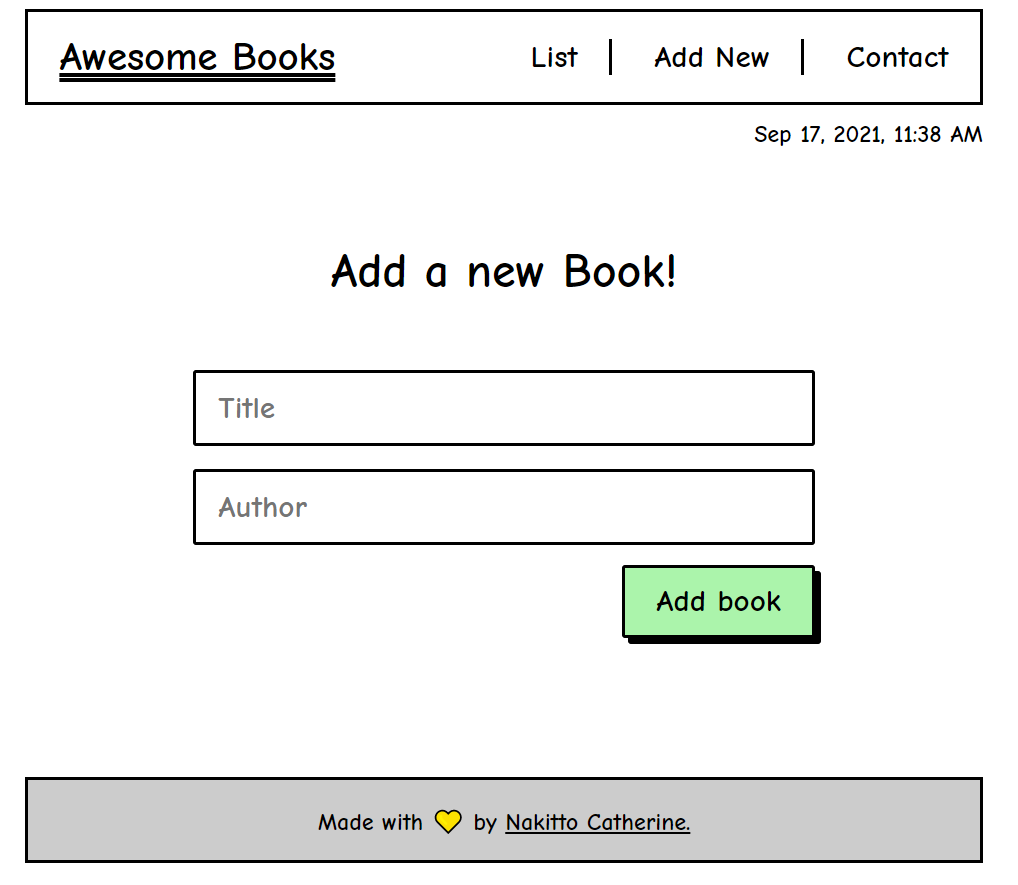 Awesome Books List Add New Contact
Sep 17, 2021, 11:38 AM
Add a new Book!
Title
Author
Add book
Made with 💛 by Nakitto Catherine.